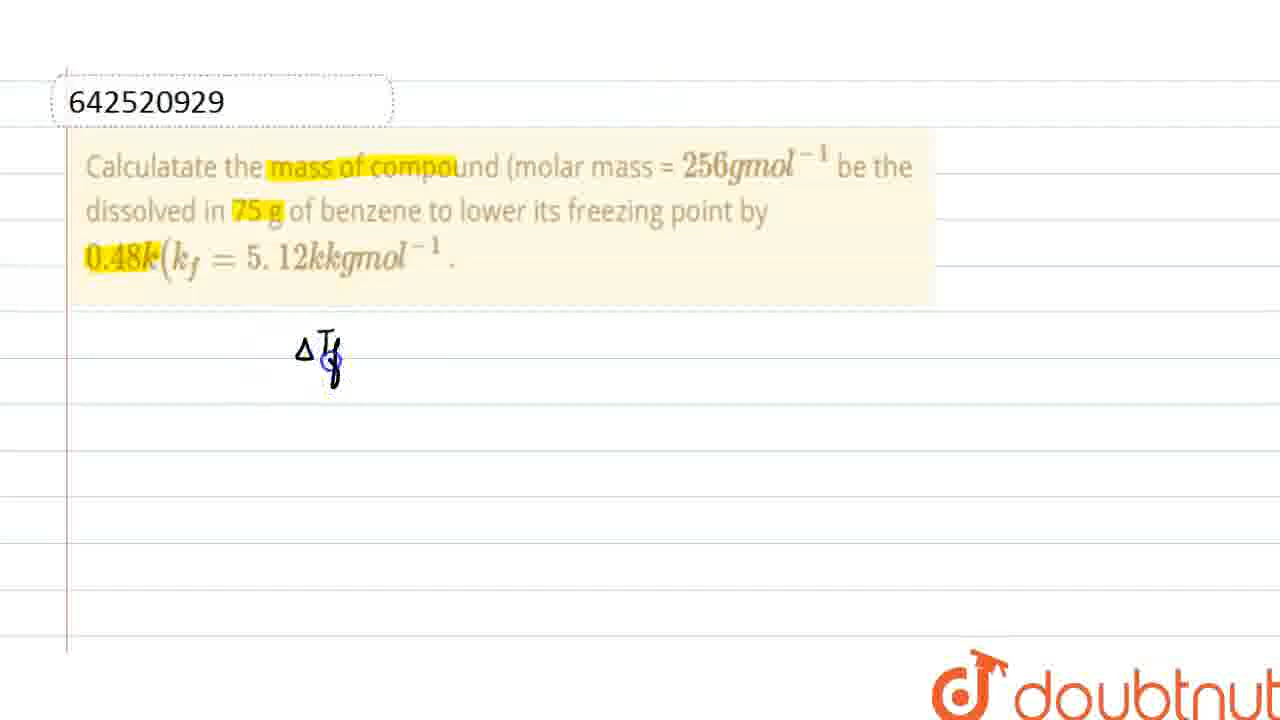 642520929
Calculatate the mass of compound (molar mass = 256gmol⁻¹ be the
dissolved in 75 g of benzene to lower its freezing point by
0.48k(k_f = 5.12kkgmol⁻¹.
ΔTf
doubtnut